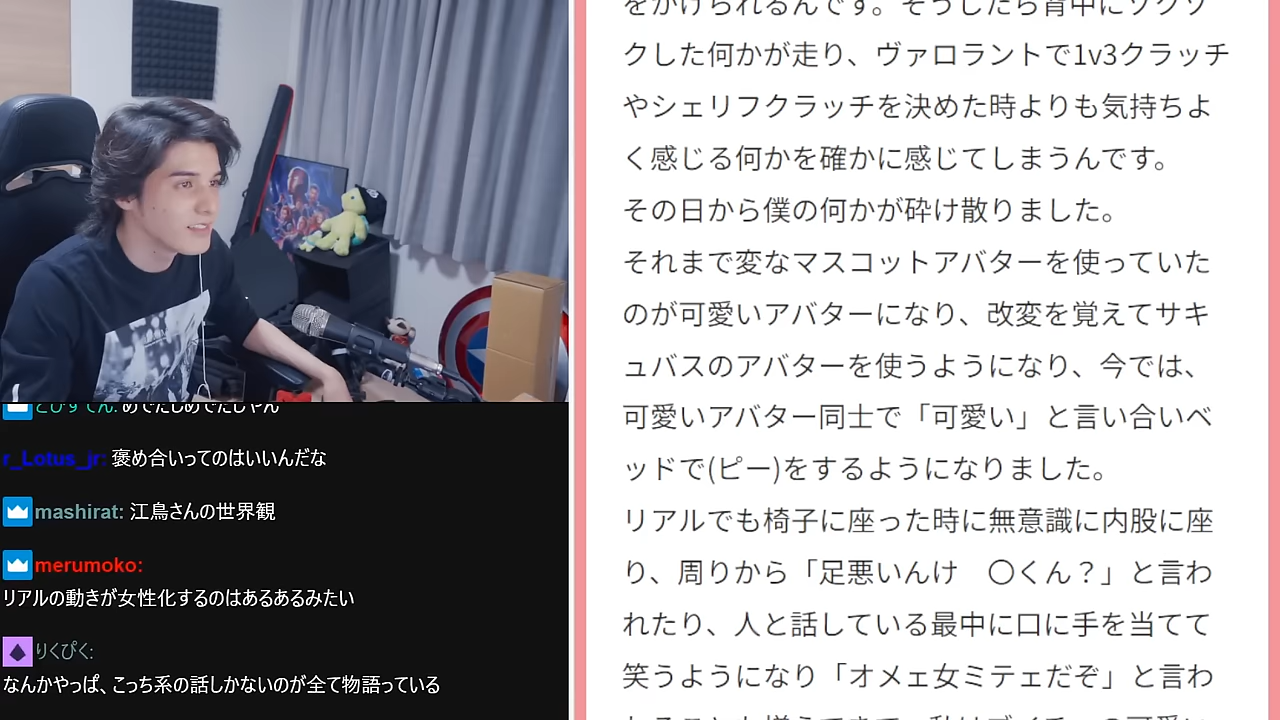 をかけられるんです。そうしたら背中にゾクゾ
クした何かが走り、ヴァロラントで1v3クラッチ
やシェリフクラッチを決めた時よりも気持ちよ
く感じる何かを確かに感じてしまうんです。
その日から僕の何かが砕け散りました。
それまで変なマスコットアバターを使っていた
のが可愛いアバターになり、改変を覚えてサキ
ュバスのアバターを使うようになり、今では、
可愛いアバター同士で「可愛い」と言い合いベ
ッドで(ピー)をするようになりました。
リアルでも椅子に座った時に無意識に内股に座
り、周りから「足悪いんけ　〇くん？」と言わ
れたり、人と話している最中に口に手を当てて
笑うようになり「オメェ女ミテェだぞ」と言わ
とびすてん: めでたしめでたしやん
r_Lotus_jr: 褒め合いってのはいいんだな
mashirat: 江鳥さんの世界観
merumoko:
リアルの動きが女性化するのはあるあるみたい
りくぴく:
なんかやっぱ、こっち系の話しかないのが全て物語っている